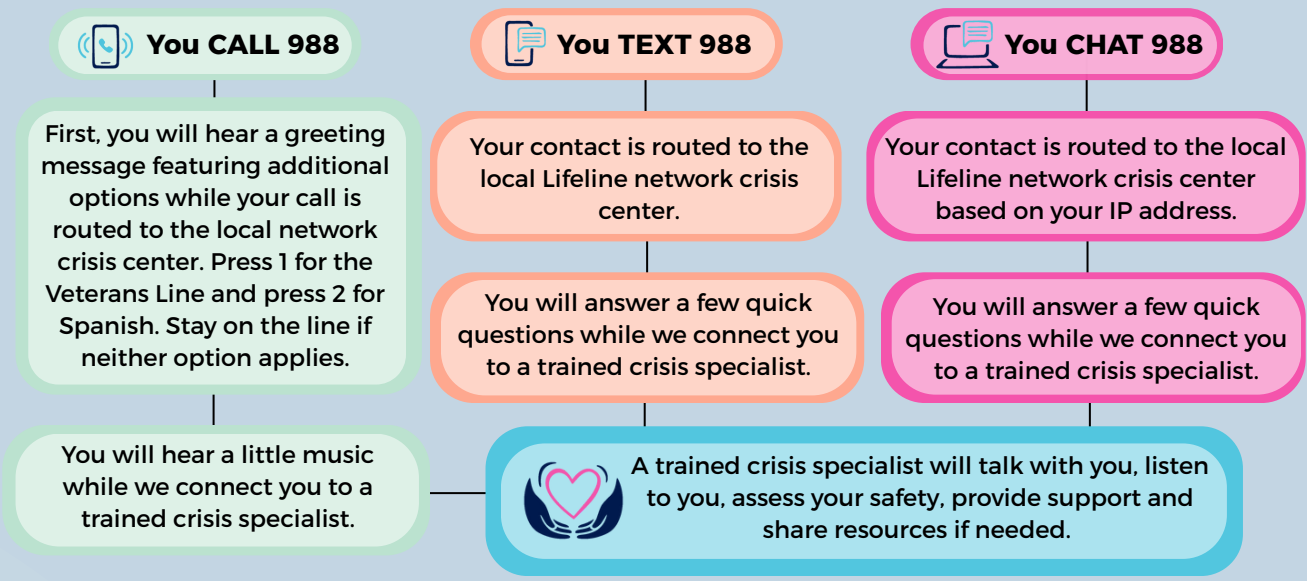 You CALL 988
First, you will hear a greeting
message featuring additional
options while your call is
routed to the local network
crisis center. Press 1 for the
Veterans Line and press 2 for
Spanish. Stay on the line if
neither option applies.
You will hear a little music
while we connect you to a
trained crisis specialist.
You TEXT 988
Your contact is routed to the
local Lifeline network crisis
center.
You will answer a few quick
questions while we connect you
to a trained crisis specialist.
You CHAT 988
Your contact is routed to the local
Lifeline network crisis center
based on your IP address.
You will answer a few quick
questions while we connect you
to a trained crisis specialist.
A trained crisis specialist will talk with you, listen
to you, assess your safety, provide support and
share resources if needed.